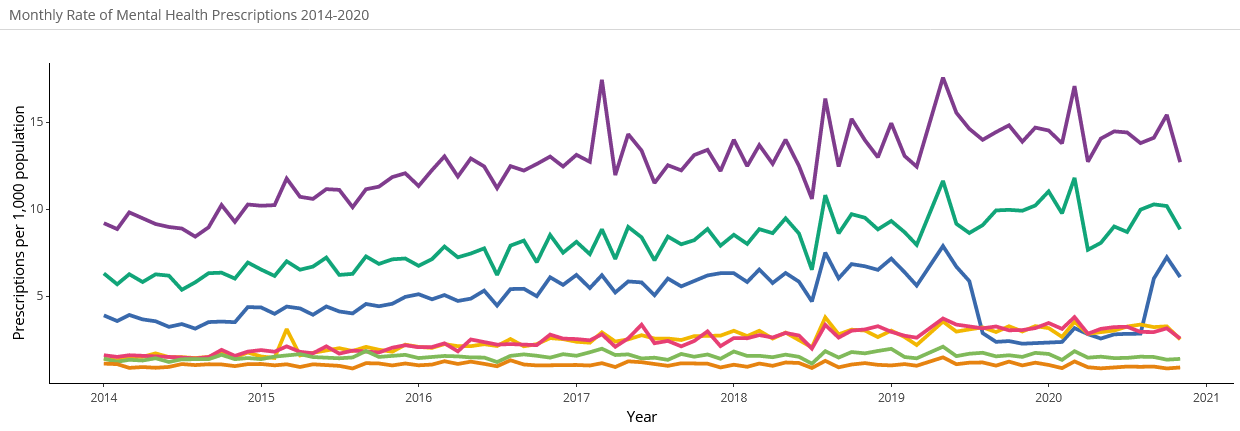 Monthly Rate of Mental Health Prescriptions 2014-2020
Prescriptions per 1,000 population
15
10
5
2014 2015 2016 2017 2018 2019 2020 2021
Year